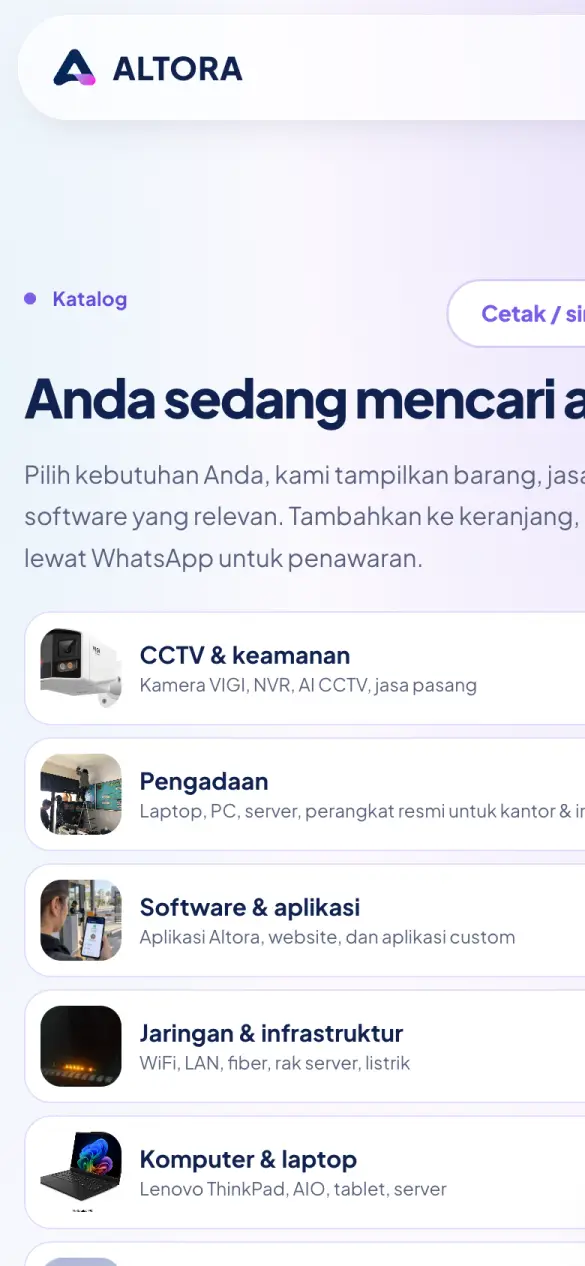 ALTORA
Katalog
Cetak / si
Anda sedang mencari a
Pilih kebutuhan Anda, kami tampilkan barang, jasa
software yang relevan. Tambahkan ke keranjang,
lewat WhatsApp untuk penawaran.
CCTV & keamanan
Kamera VIGI, NVR, AI CCTV, jasa pasang
Pengadaan
Laptop, PC, server, perangkat resmi untuk kantor & i
Software & aplikasi
Aplikasi Altora, website, dan aplikasi custom
Jaringan & infrastruktur
WiFi, LAN, fiber, rak server, listrik
Komputer & laptop
Lenovo ThinkPad, AIO, tablet, server